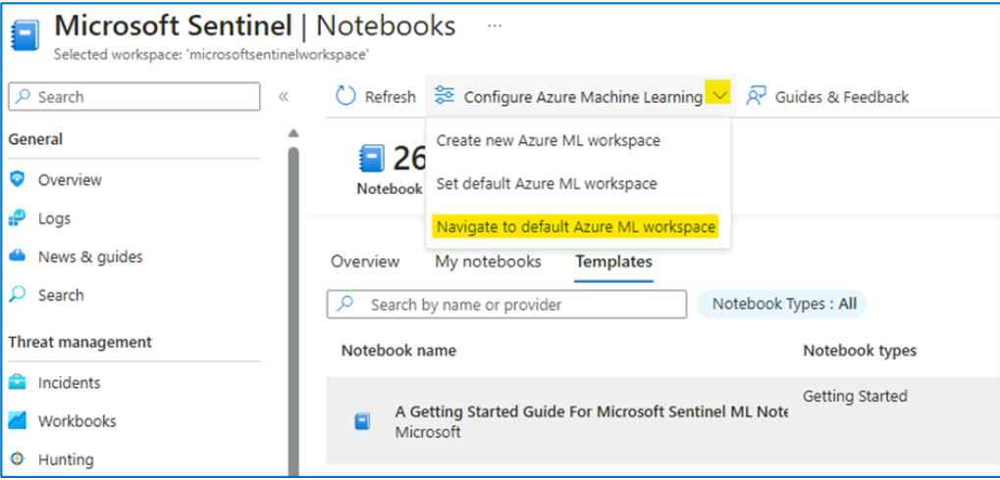 Microsoft Sentinel | Notebooks ...
Selected workspace: 'microsoftsentinelworkspace'
Search
«
Refresh
Configure Azure Machine Learning
Guides & Feedback
General
Overview
Logs
News & guides
Search
Threat management
Incidents
Workbooks
Hunting
Create new Azure ML workspace
Set default Azure ML workspace
Navigate to default Azure ML workspace
26
Notebook
Overview
My notebooks
Templates
Search by name or provider
Notebook Types : All
Notebook name
Notebook types
A Getting Started Guide For Microsoft Sentinel ML Note
Microsoft
Getting Started